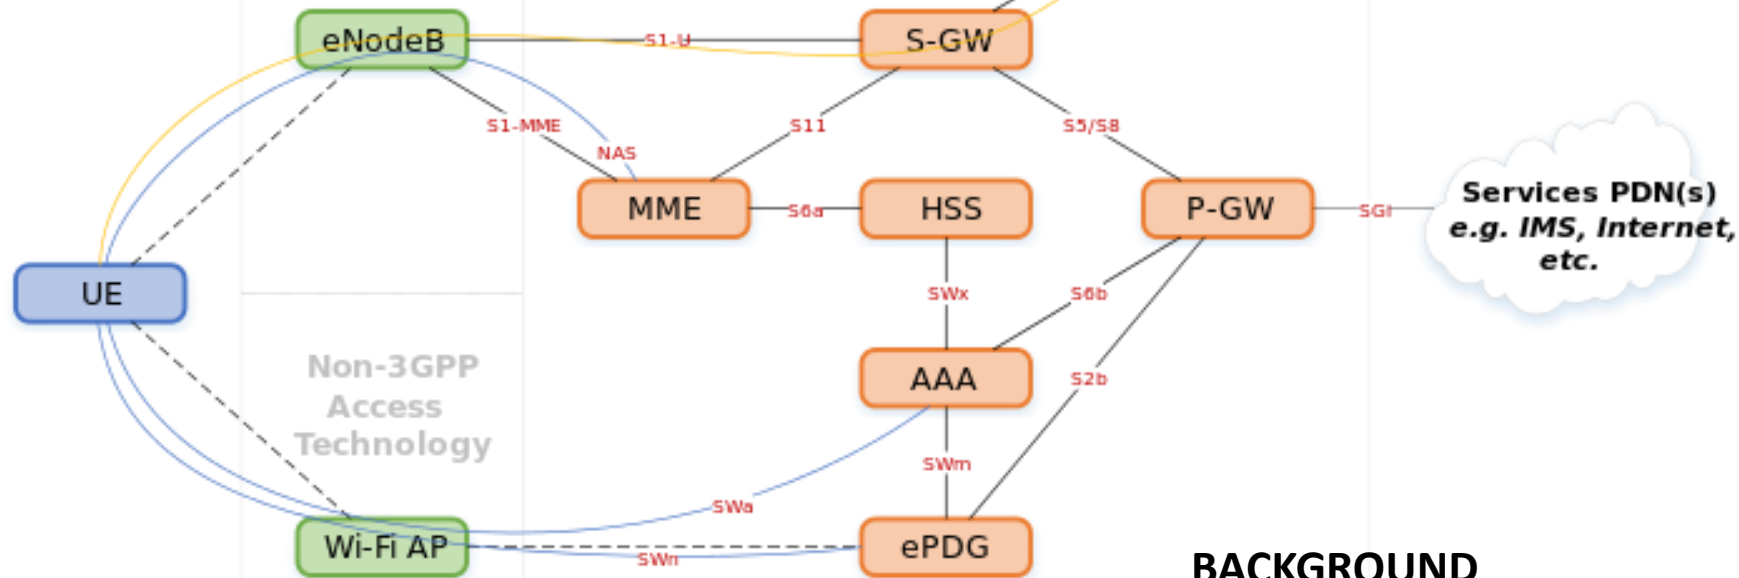 eNodeB
S1-U
S-GW
S1-MME
S11
S5/S8
NAS
MME
S6a
HSS
P-GW
SGi
Services PDN(s)
e.g. IMS, Internet,
etc.
UE
SWx
S6b
Non-3GPP
Access
Technology
AAA
S2b
SWm
SWa
Wi-Fi AP
SWn
ePDG
BACKGROUND